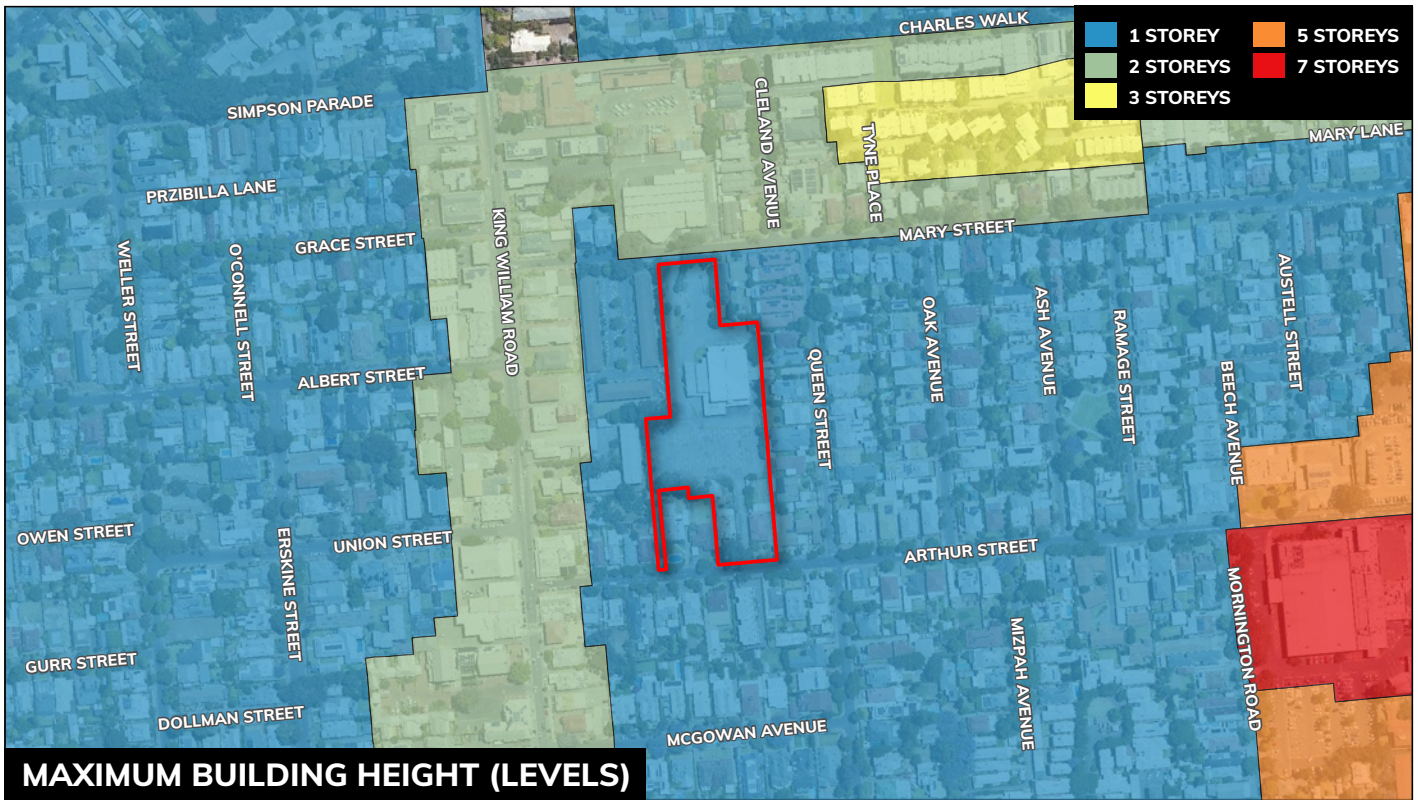 CHARLES WALK
1 STOREY
2 STOREYS
3 STOREYS
5 STOREYS
7 STOREYS
SIMPSON PARADE
CLELAND AVENUE
TYNE PLACE
MARY LANE
PRZIBILLA LANE
KING WILLIAM ROAD
MARY STREET
GRACE STREET
WELLER STREET
O'CONNELL STREET
AUSTELL STREET
OAK AVENUE
ASH AVENUE
RAMAGE STREET
QUEEN STREET
BEECH AVENUE
ALBERT STREET
OWEN STREET
ERSKINE STREET
UNION STREET
ARTHUR STREET
MORNINGTON ROAD
MIZPAH AVENUE
GURR STREET
DOLLMAN STREET
MCGOWAN AVENUE
MAXIMUM BUILDING HEIGHT (LEVELS)